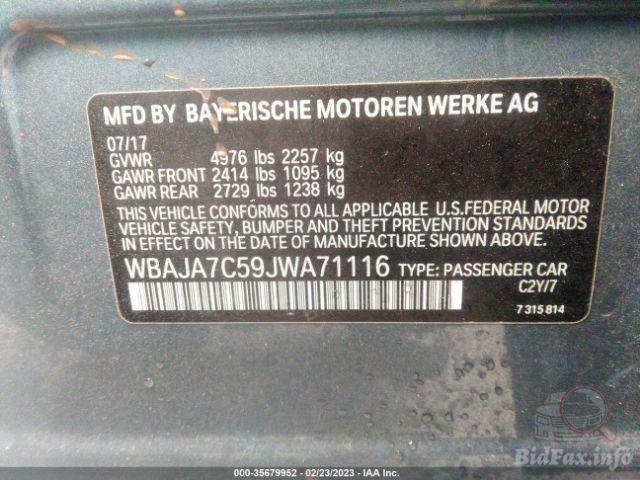 MFD BY BAYERISCHE MOTOREN WERKE AG
07/17
GVWR 4976 lbs 2257 kg
GAWR FRONT 2414 lbs 1095 kg
GAWR REAR 2729 lbs 1238 kg
THIS VEHICLE CONFORMS TO ALL APPLICABLE U.S.FEDERAL MOTOR
VEHICLE SAFETY, BUMPER AND THEFT PREVENTION STANDARDS
IN EFFECT ON THE DATE OF MANUFACTURE SHOWN ABOVE.
WBAJA7C59JWA71116 TYPE: PASSENGER CAR
C2Y/7
7 315 814
BidFax.info
000-35679952 - 02/23/2023 - IAA Inc.